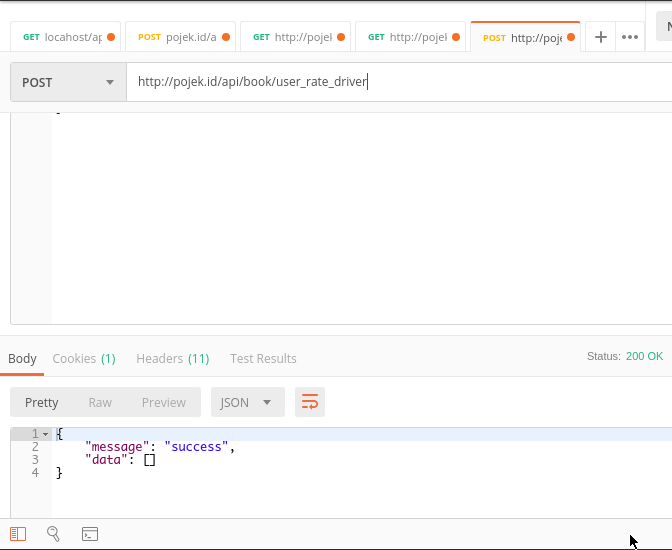 GET locahost/ap POST pojek.id/a GET http://pojel GET http://pojel POST http://poje + •••
POST http://pojek.id/api/book/user_rate_driver
Body Cookies (1) Headers (11) Test Results Status: 200 OK
Pretty Raw Preview JSON
1 {
2 "message": "success",
3 "data": []
4 }